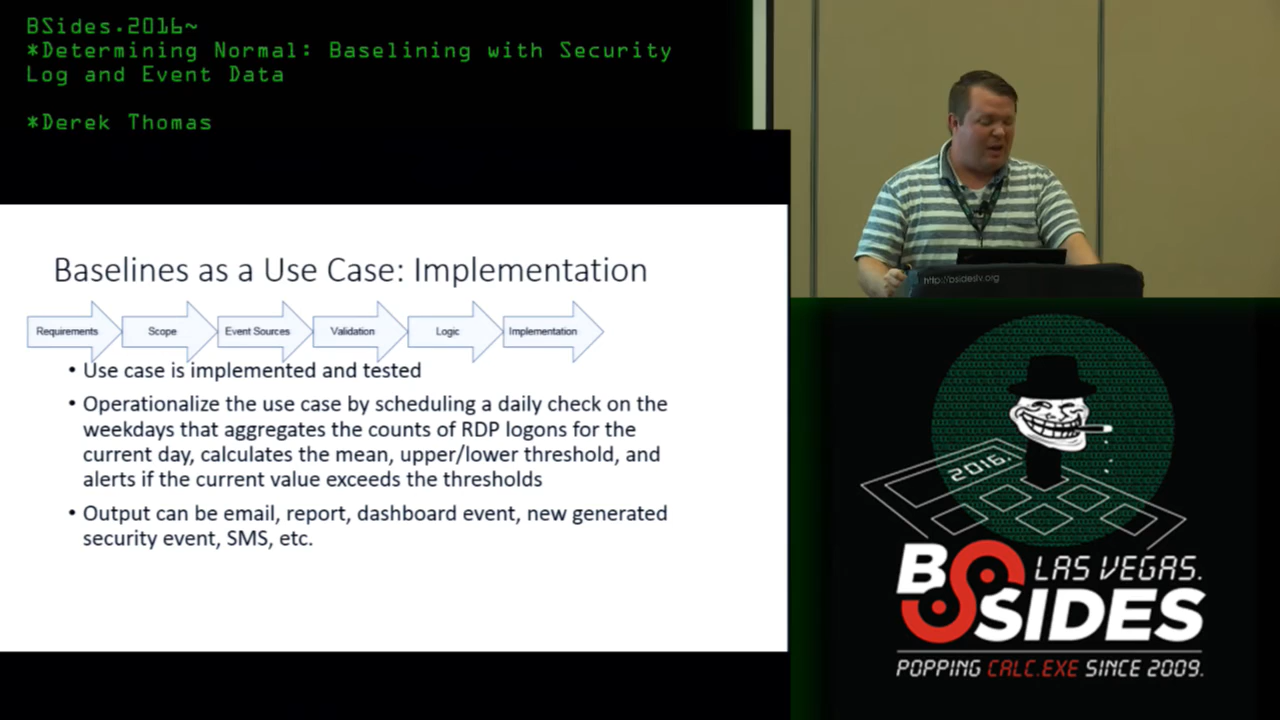 BSides.2016~
*Determining Normal: Baselining with Security
Log and Event Data
*Derek Thomas
http://bsideslv.org
Baselines as a Use Case: Implementation
Requirements
Scope
Event Sources
Validation
Logic
Implementation
• Use case is implemented and tested
• Operationalize the use case by scheduling a daily check on the
weekdays that aggregates the counts of RDP logons for the
current day, calculates the mean, upper/lower threshold, and
alerts if the current value exceeds the thresholds
• Output can be email, report, dashboard event, new generated
security event, SMS, etc.
2016.
BSIDES
LAS VEGAS.
POPPING CALC.EXE SINCE 2009.